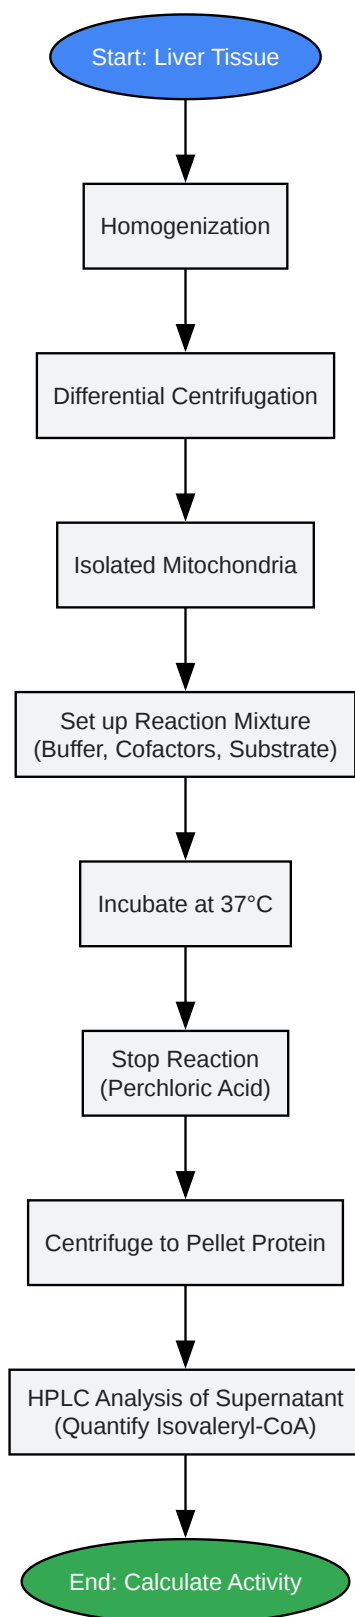 Start: Liver Tissue
Homogenization
Differential Centrifugation
Isolated Mitochondria
Set up Reaction Mixture
(Buffer, Cofactors, Substrate)
Incubate at 37°C
Stop Reaction
(Perchloric Acid)
Centrifuge to Pellet Protein
HPLC Analysis of Supernatant
(Quantify Isovaleryl-CoA)
End: Calculate Activity